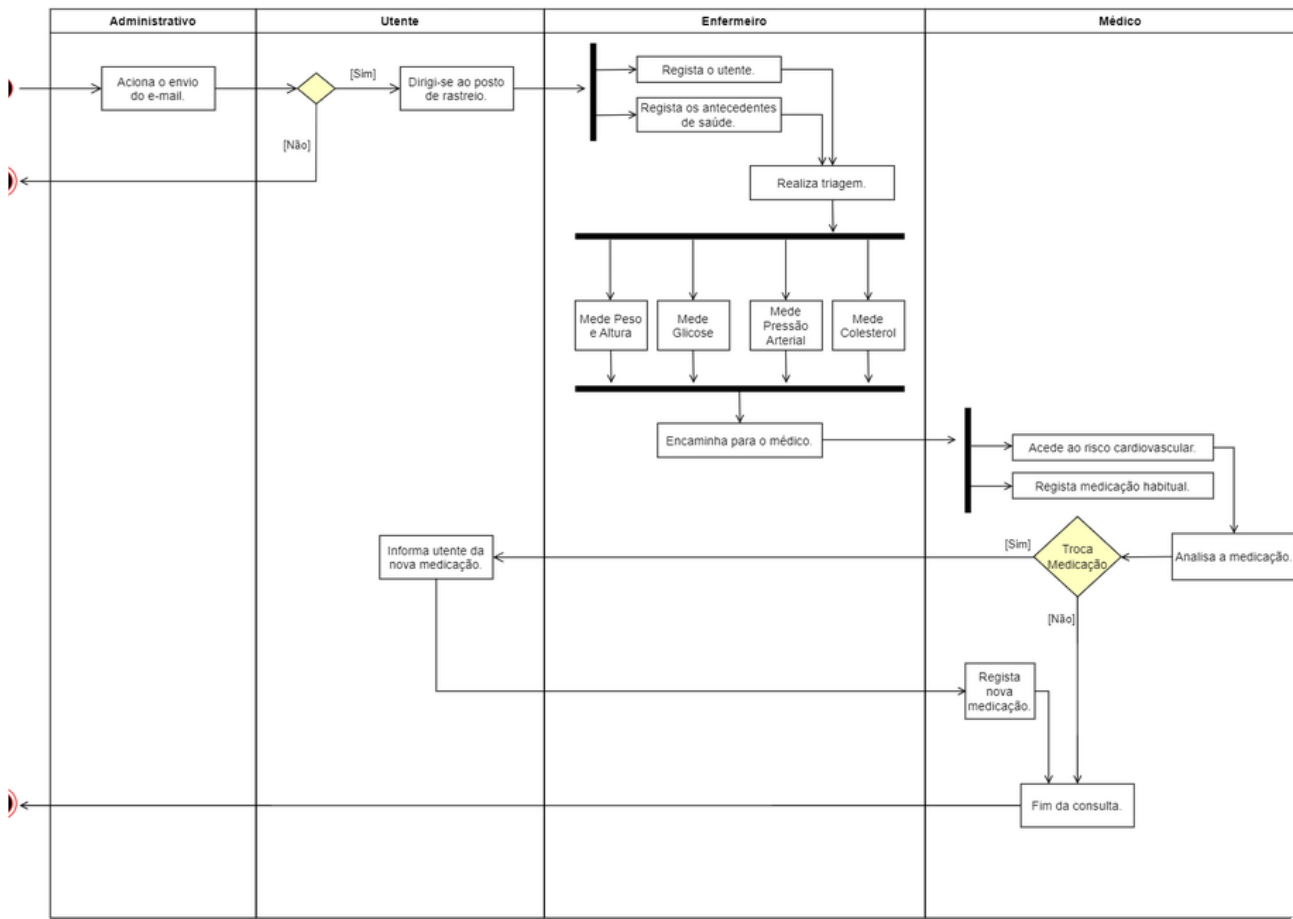 Administrativo
Utente
Enfermeiro
Médico
Aciona o envio
do e-mail.
[Sim]
[Não]
Dirigi-se ao posto
de rastreio.
Regista o utente.
Regista os antecedentes
de saúde.
Realiza triagem.
Mede Peso
e Altura
Mede
Glicose
Mede
Pressão
Arterial
Mede
Colesterol
Encaminha para o médico.
Acede ao risco cardiovascular.
Regista medicação habitual.
Analisa a medicação.
Troca
Medicação
[Sim]
[Não]
Informa utente da
nova medicação.
Regista
nova
medicação.
Fim da consulta.